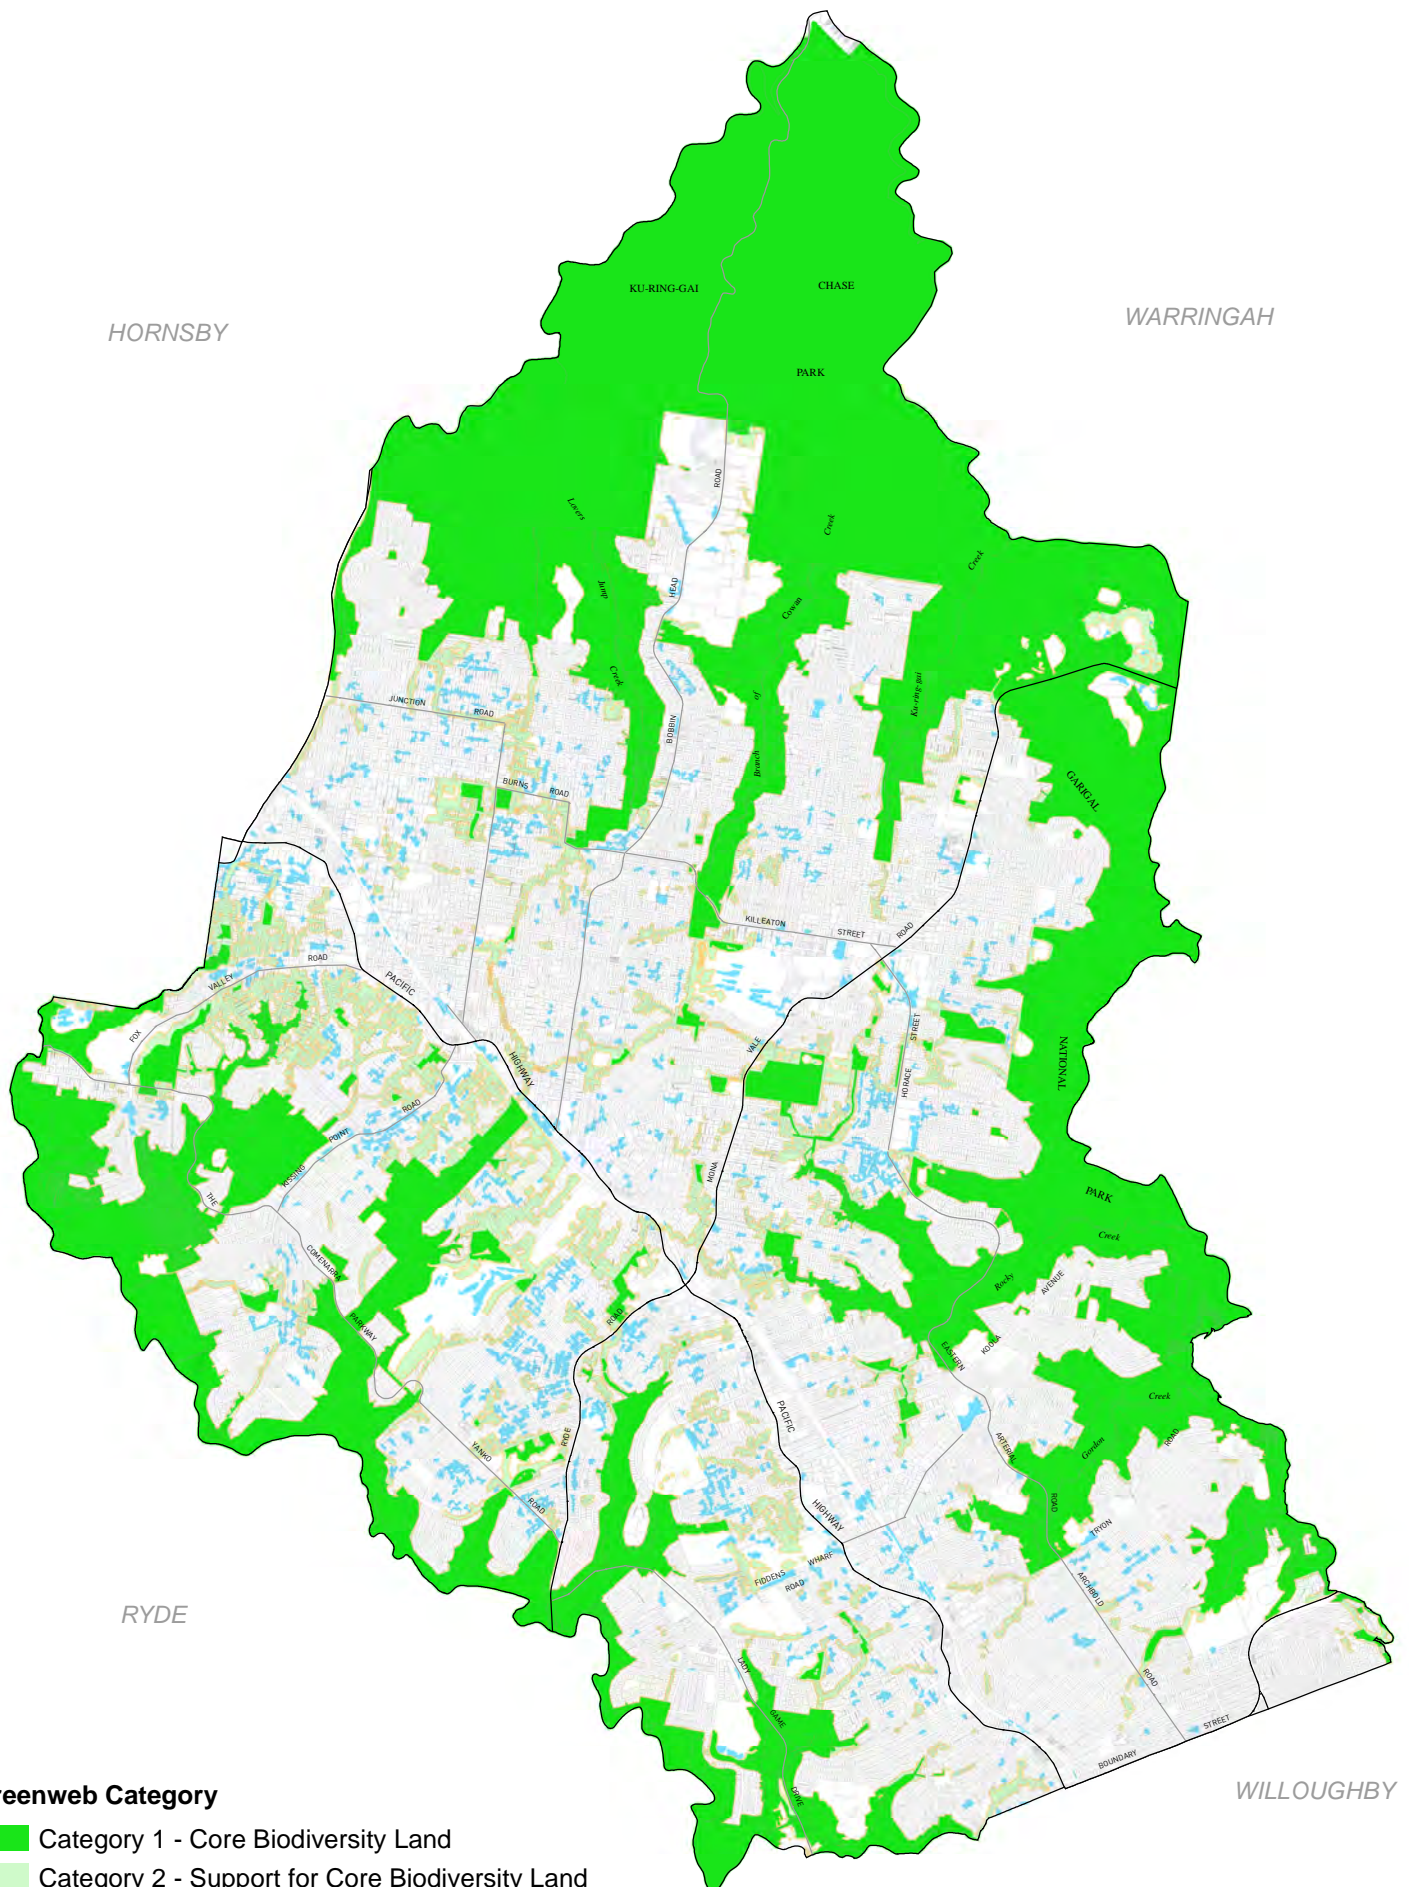 KU-RING-GAI
CHASE
HORNSBY
WARRINGAH
PARK
ROAD
Lovers
Creek
Creek
HEAD
Jump
Cowan
Creek
of
Ku-ring-gai
JUNCTION
ROAD
BOBBIN
Branch
GARIGAL
BURNS
ROAD
KILLEATON
STREET
ROAD
ROAD
VALLEY
PACIFIC
FOX
STREET
VALE
HIGHWAY
NATIONAL
HORACE
ROAD
POINT
KISSING
MONA
THE
PARK
Creek
COMENARRA
Rocky
AVENUE
PARKWAY
ROAD
KOOLA
EASTERN
Creek
PACIFIC
RYDE
YANKO
ARTERIAL
Gordon
ROAD
ROAD
ROAD
HIGHWAY
TRYON
WHARF
FIDDENS
ROAD
ARCHBOLD
RYDE
LADY
ROAD
GAME
STREET
BOUNDARY
DRIVE
WILLOUGHBY
reenweb Category
Category 1 - Core Biodiversity Land
Category 2 - Support for Core Biodiversity Land